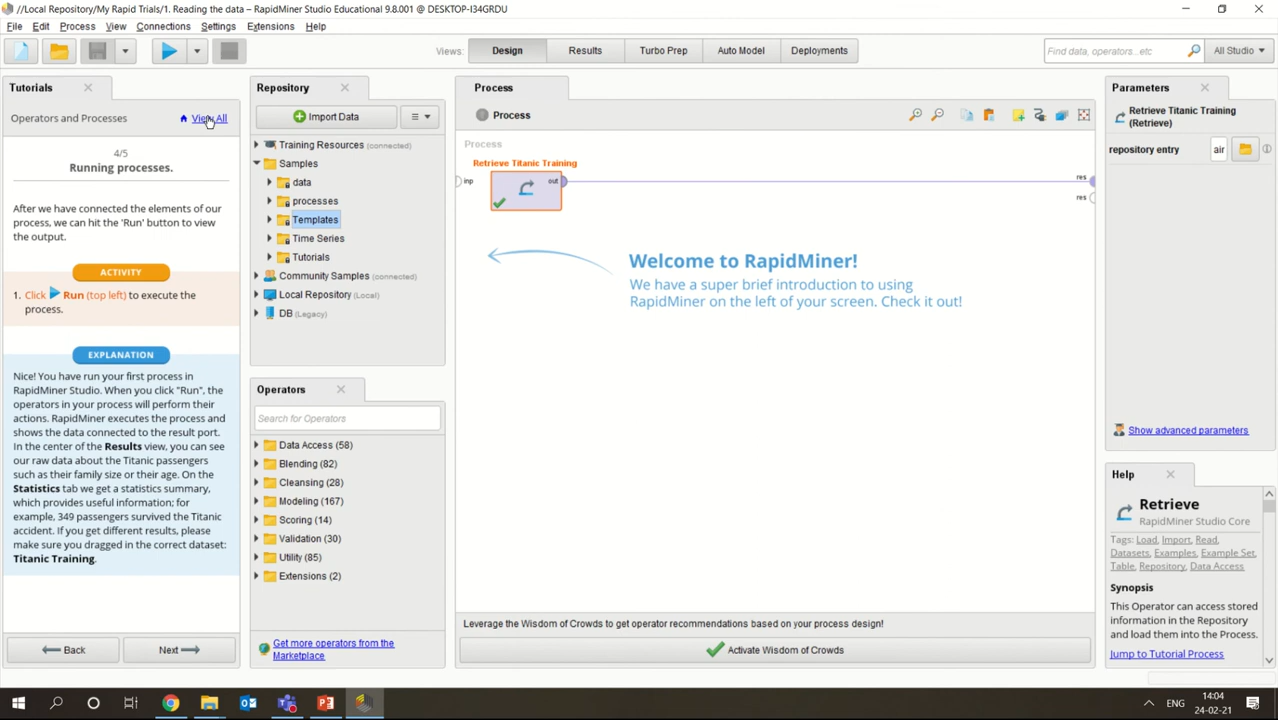 //Local Repository/My Rapid Trials/1. Reading the data – RapidMiner Studio Educational 9.8.001 @ DESKTOP-I34GRDU
File Edit Process View Connections Settings Extensions Help
Views: Design Results Turbo Prep Auto Model Deployments Find data, operators...etc All Studio
Tutorials
Operators and Processes View All
4/5
Running processes.
After we have connected the elements of our
process, we can hit the 'Run' button to view
the output.
ACTIVITY
1. Click Run (top left) to execute the
process.
EXPLANATION
Nice! You have run your first process in
RapidMiner Studio. When you click "Run", the
operators in your process will perform their
actions. RapidMiner executes the process and
shows the data connected to the result port.
In the center of the Results view, you can see
our raw data about the Titanic passengers
such as their family size or their age. On the
Statistics tab we get a statistics summary,
which provides useful information; for
example, 349 passengers survived the Titanic
accident. If you get different results, please
make sure you dragged in the correct dataset:
Titanic Training.
Back Next
Repository
Import Data
Training Resources (connected)
Samples
data
processes
Templates
Time Series
Tutorials
Community Samples (connected)
Local Repository (Local)
DB (Legacy)
Operators
Search for Operators
Data Access (58)
Blending (82)
Cleansing (28)
Modeling (167)
Scoring (14)
Validation (30)
Utility (85)
Extensions (2)
Get more operators from the
Marketplace
Process
Process
Process
Retrieve Titanic Training
inp out res
res
Welcome to RapidMiner!
We have a super brief introduction to using
RapidMiner on the left of your screen. Check it out!
Leverage the Wisdom of Crowds to get operator recommendations based on your process design!
Activate Wisdom of Crowds
Parameters
Retrieve Titanic Training
(Retrieve)
repository entry air
Show advanced parameters
Help
Retrieve
RapidMiner Studio Core
Tags: Load, Import, Read,
Datasets, Examples, Example Set,
Table, Repository, Data Access
Synopsis
This Operator can access stored
information in the Repository
and load them into the Process.
Jump to Tutorial Process
ENG
14:04
24-02-21